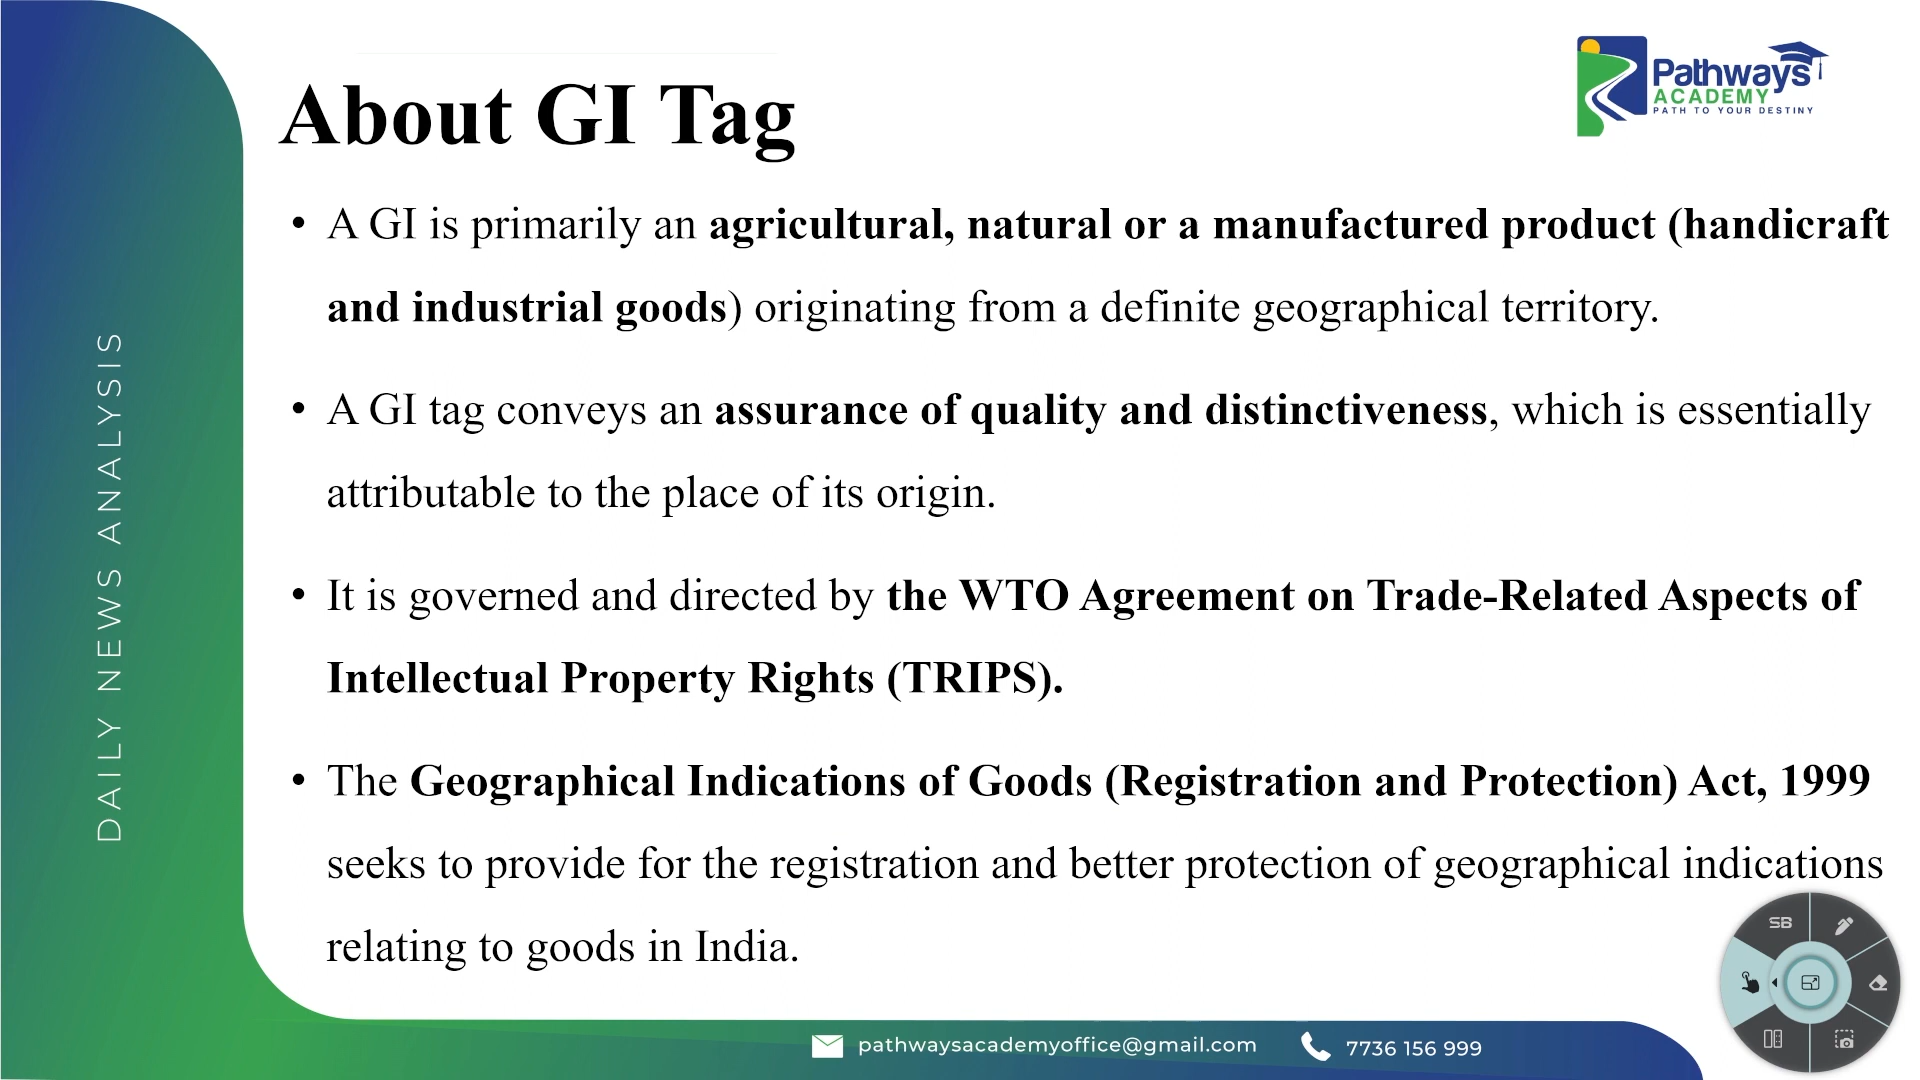 Pathways
ACADEMY
PATH TO YOUR DESTINY
About GI Tag
DAILY NEWS ANALYSIS
• A GI is primarily an agricultural, natural or a manufactured product (handicraft
and industrial goods) originating from a definite geographical territory.
• A GI tag conveys an assurance of quality and distinctiveness, which is essentially
attributable to the place of its origin.
• It is governed and directed by the WTO Agreement on Trade-Related Aspects of
Intellectual Property Rights (TRIPS).
• The Geographical Indications of Goods (Registration and Protection) Act, 1999
seeks to provide for the registration and better protection of geographical indications
relating to goods in India.
SB
pathwaysacademyoffice@gmail.com
7736 156 999